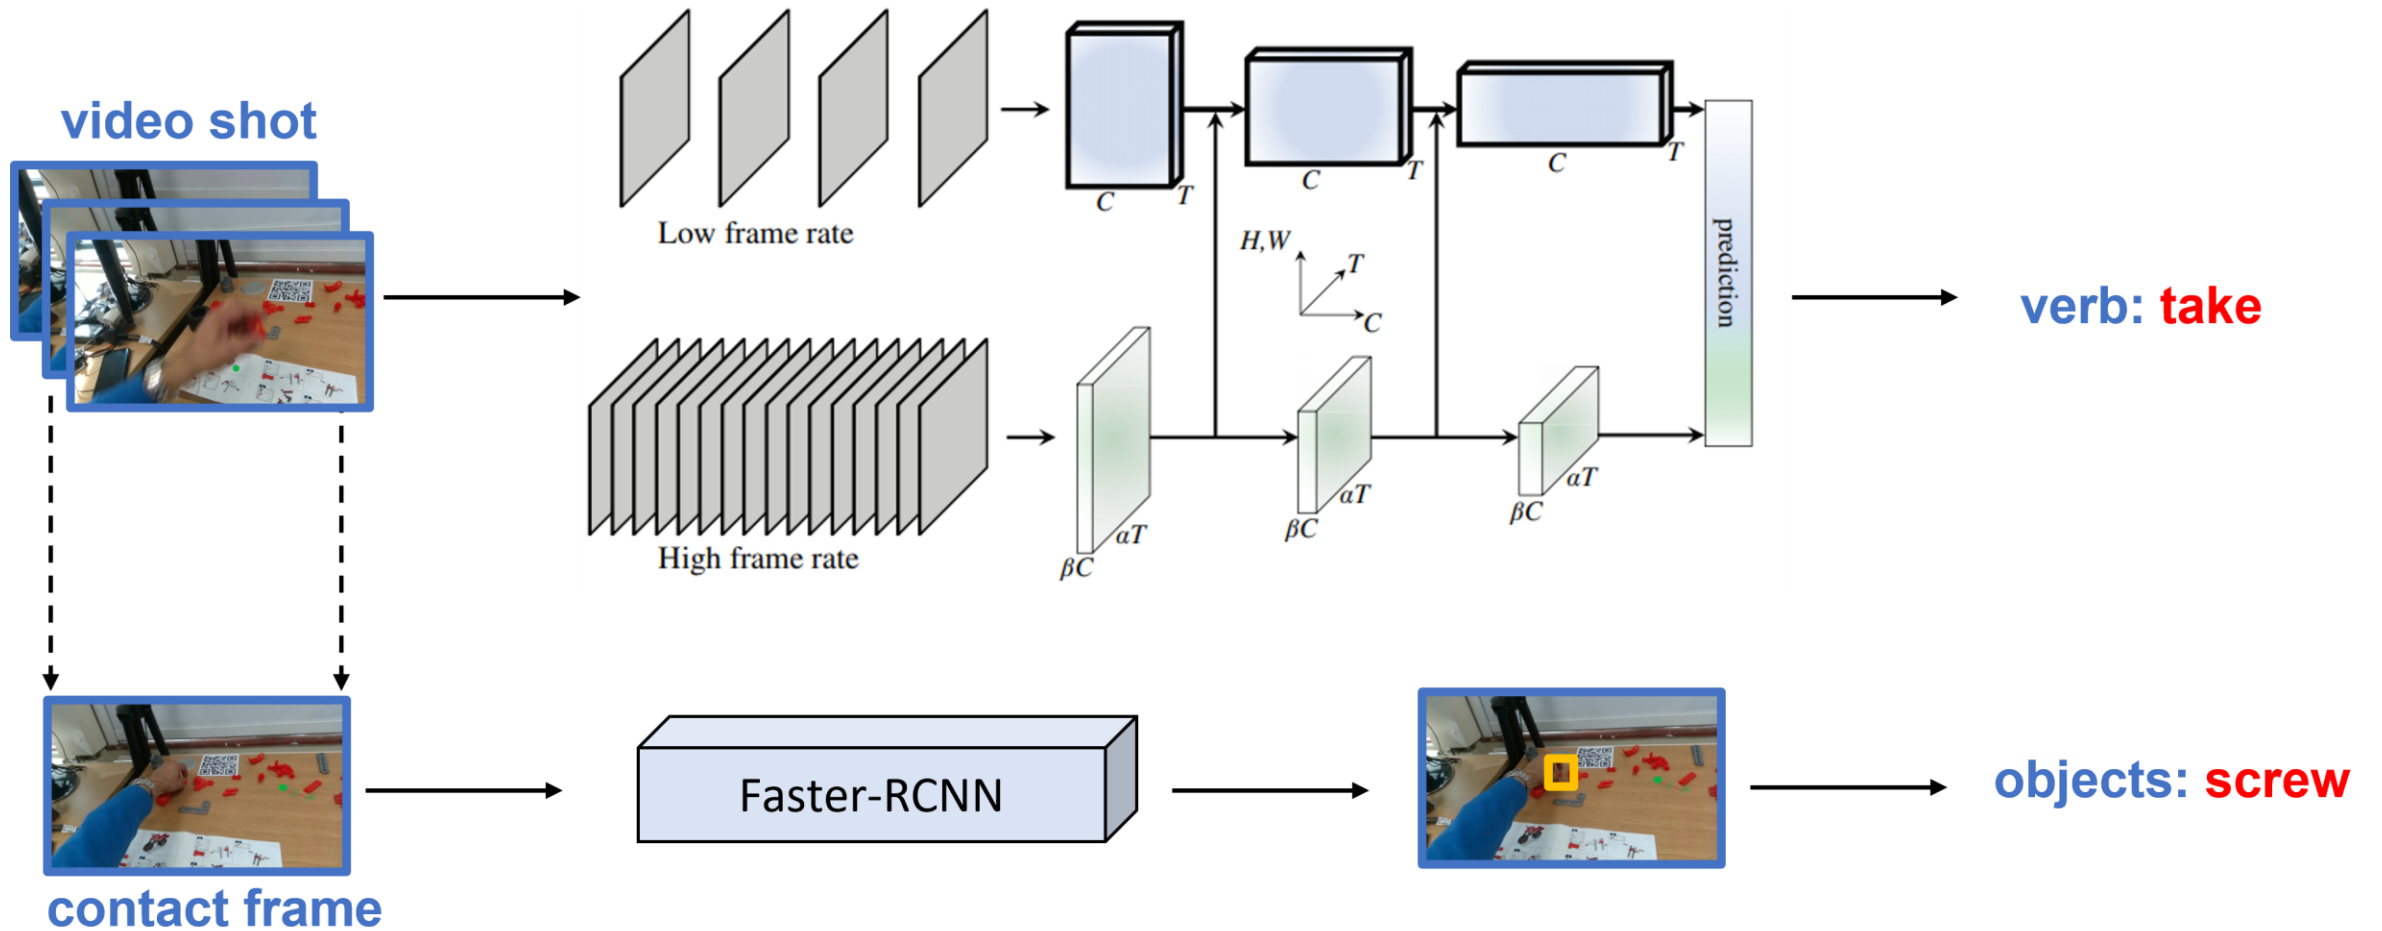 video shot
Low frame rate
High frame rate
C
T
C
T
C
T
H,W
T
C
βC
αT
βC
αT
βC
αT
prediction
verb: take
contact frame
Faster-RCNN
objects: screw